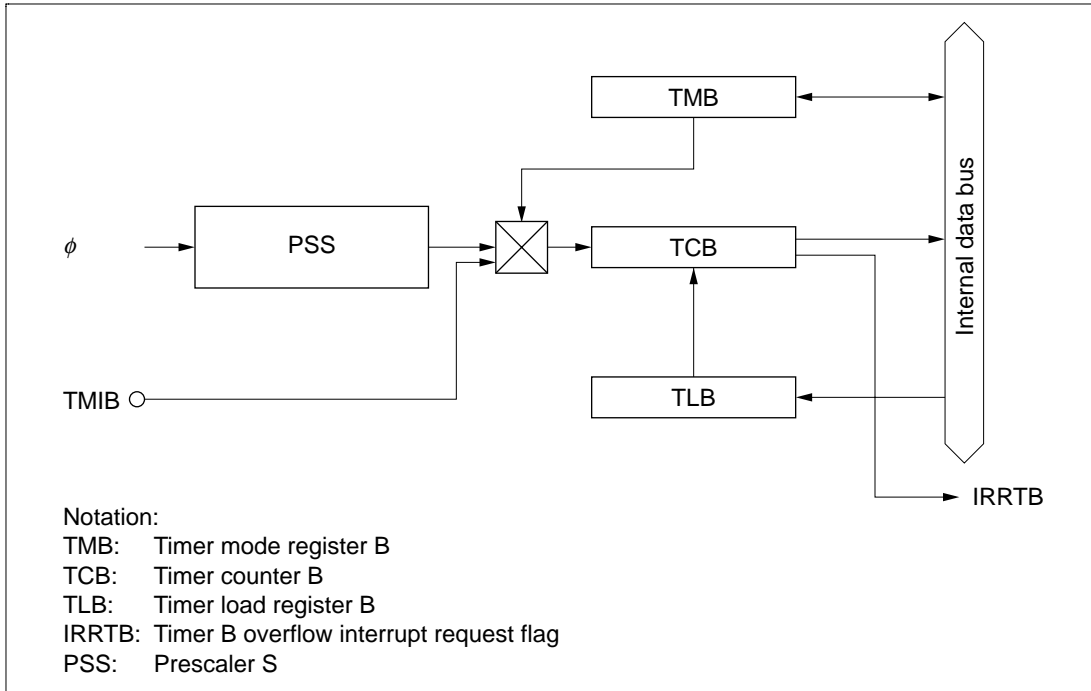 TMB
ϕ
PSS
TCB
Internal data bus
TMIB
TLB
IRRTB
Notation:
TMB: Timer mode register B
TCB: Timer counter B
TLB: Timer load register B
IRRTB: Timer B overflow interrupt request flag
PSS: Prescaler S